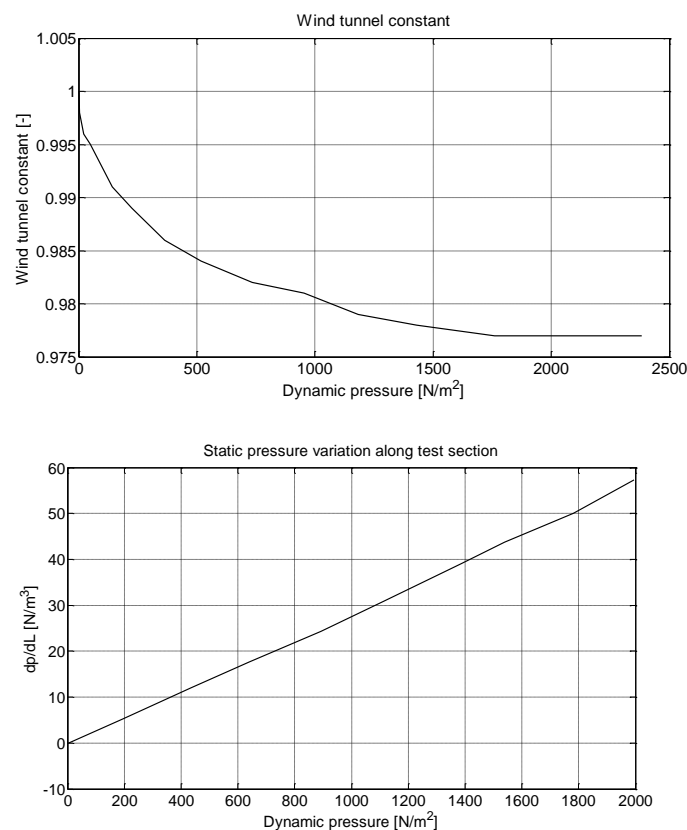 Wind tunnel constant
1.005
1
0.995
0.99
0.985
0.98
0.975
Wind tunnel constant [-]
0 500 1000 1500 2000 2500
Dynamic pressure [N/m²]
Static pressure variation along test section
60
50
40
30
20
10
0
-10
dp/dL [N/m³]
0 200 400 600 800 1000 1200 1400 1600 1800 2000
Dynamic pressure [N/m²]